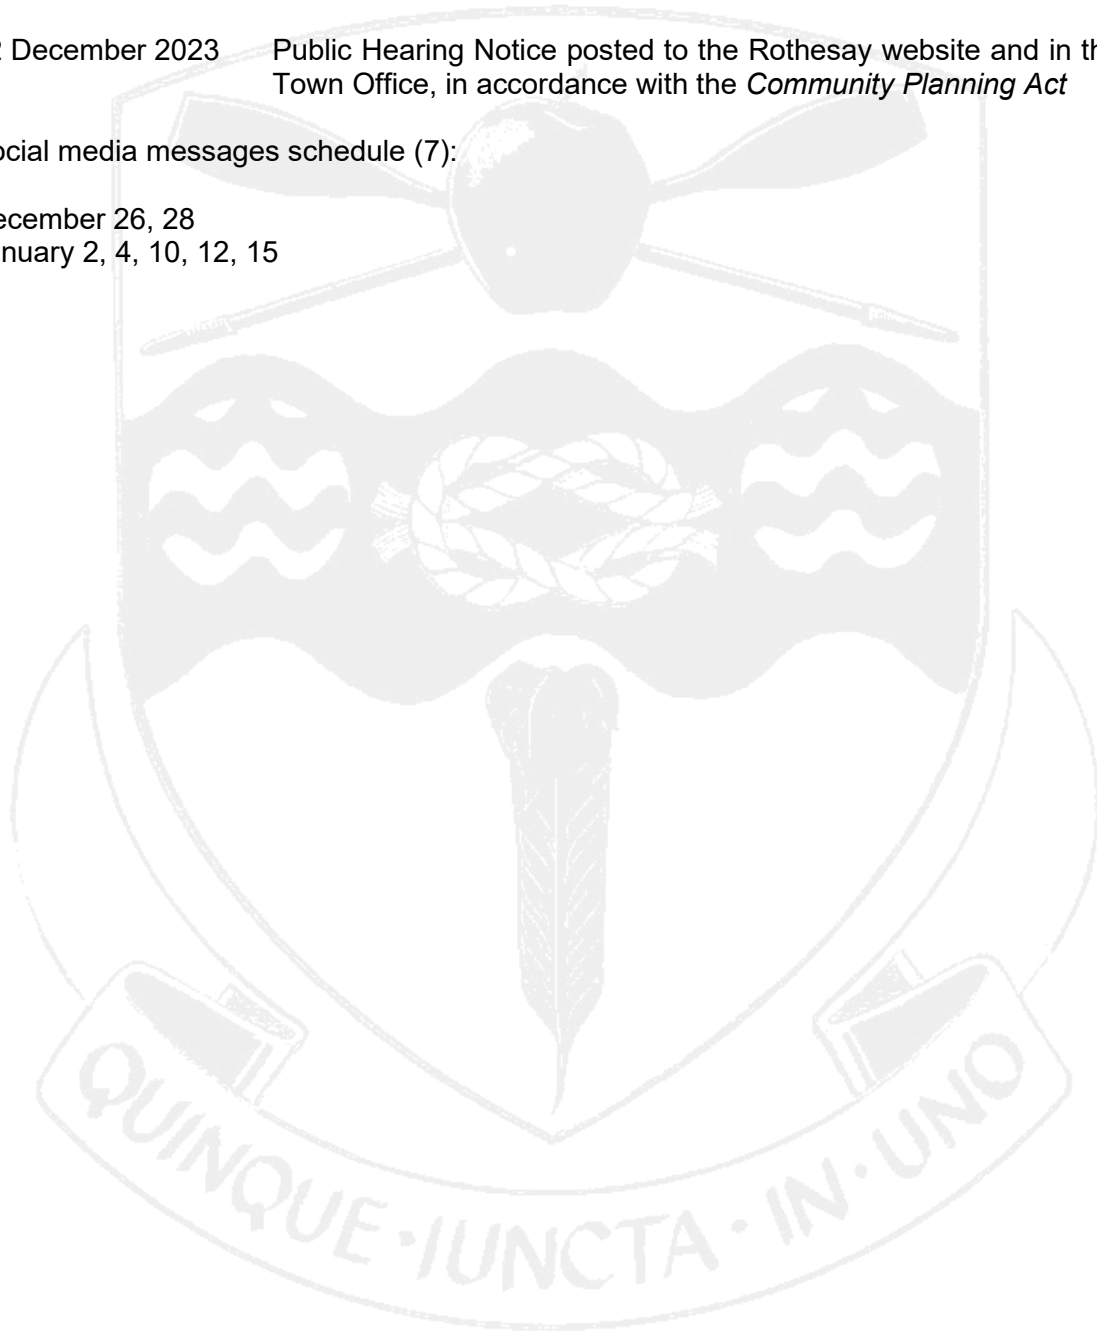 2 December 2023 Public Hearing Notice posted to the Rothesay website and in th
Town Office, in accordance with the Community Planning Act
ocial media messages schedule (7):
ecember 26, 28
nuary 2, 4, 10, 12, 15
QUINQUE·IUNCTA·IN·UNO